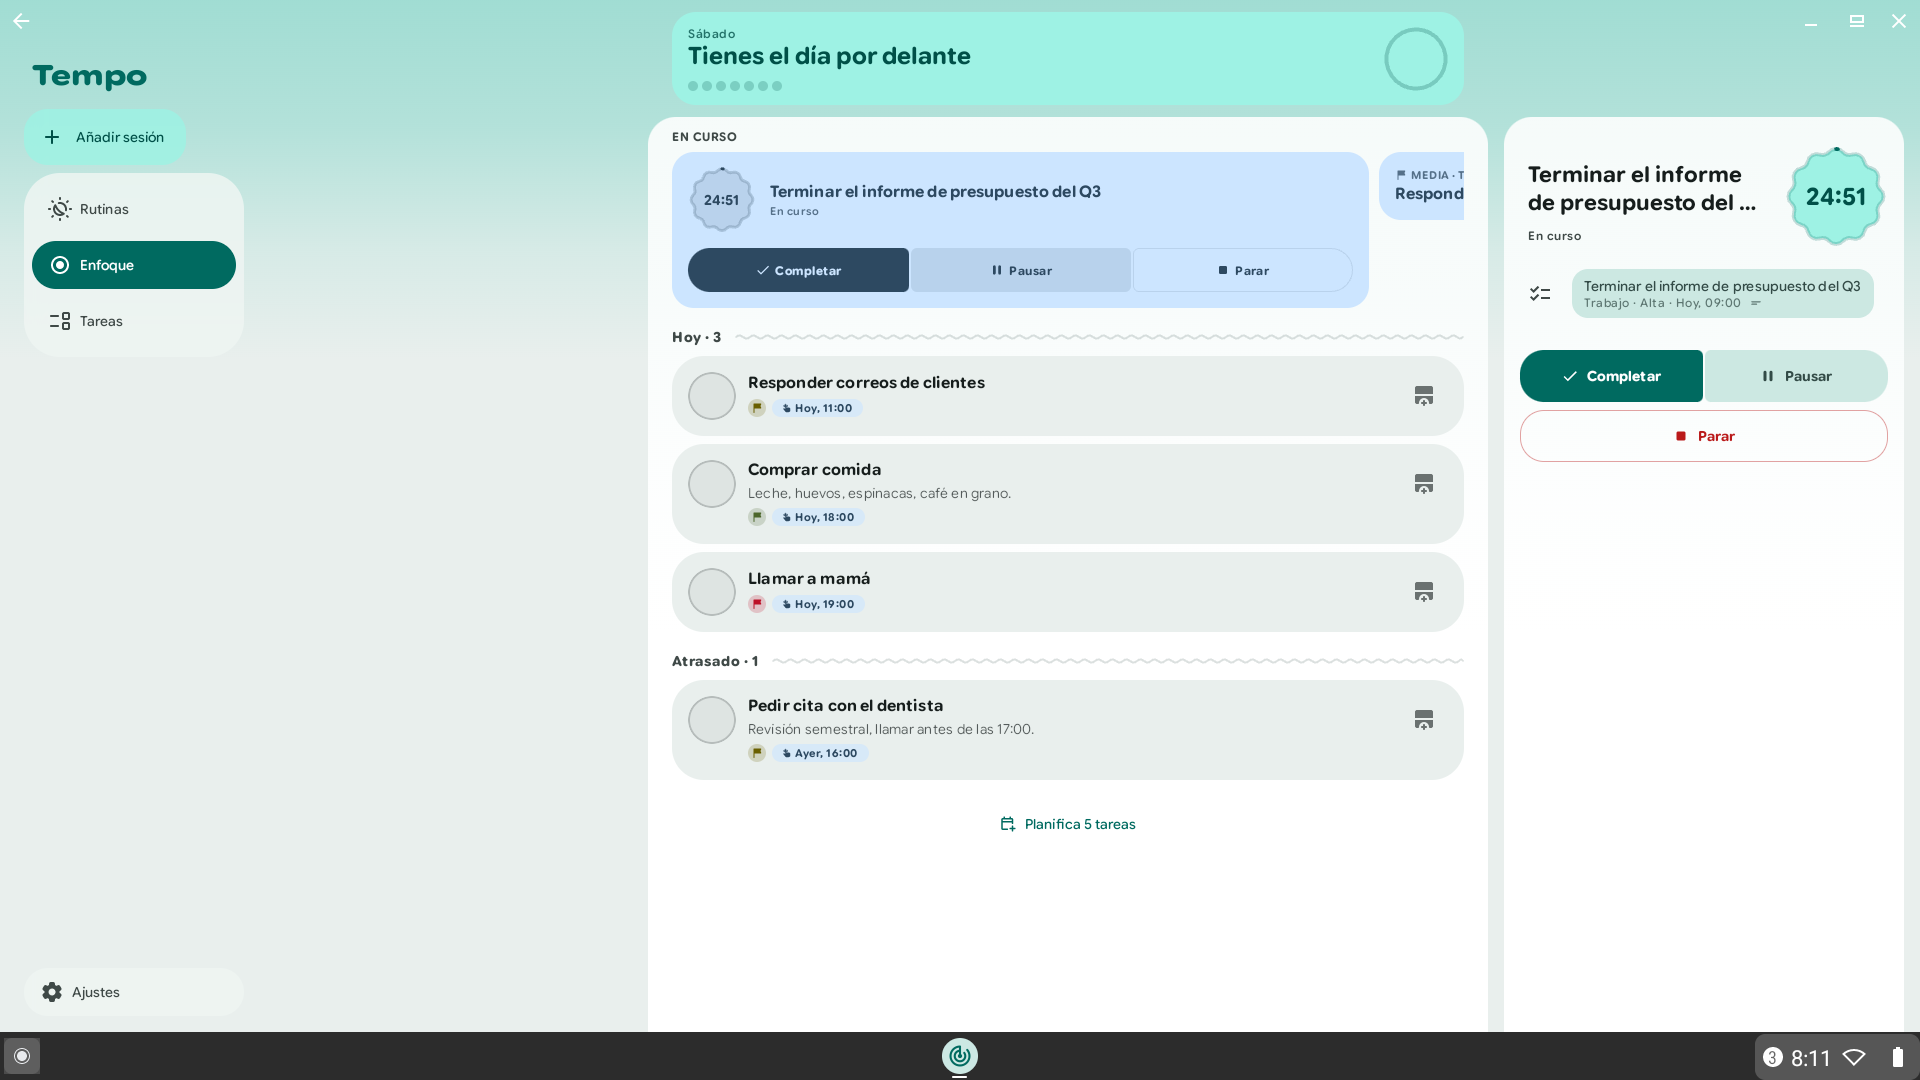 Tempo
Añadir sesión
Rutinas
Enfoque
Tareas
Ajustes
Sábado
Tienes el día por delante
EN CURSO
24:51
Terminar el informe de presupuesto del Q3
En curso
Completar
Pausar
Parar
MEDIA · T
Respond
Hoy · 3
Responder correos de clientes
Hoy, 11:00
Comprar comida
Leche, huevos, espinacas, café en grano.
Hoy, 18:00
Llamar a mamá
Hoy, 19:00
Atrasado · 1
Pedir cita con el dentista
Revisión semestral, llamar antes de las 17:00.
Ayer, 16:00
Planifica 5 tareas
Terminar el informe
de presupuesto del ...
24:51
En curso
Terminar el informe de presupuesto del Q3
Trabajo · Alta · Hoy, 09:00
Completar
Pausar
Parar
3
8:11